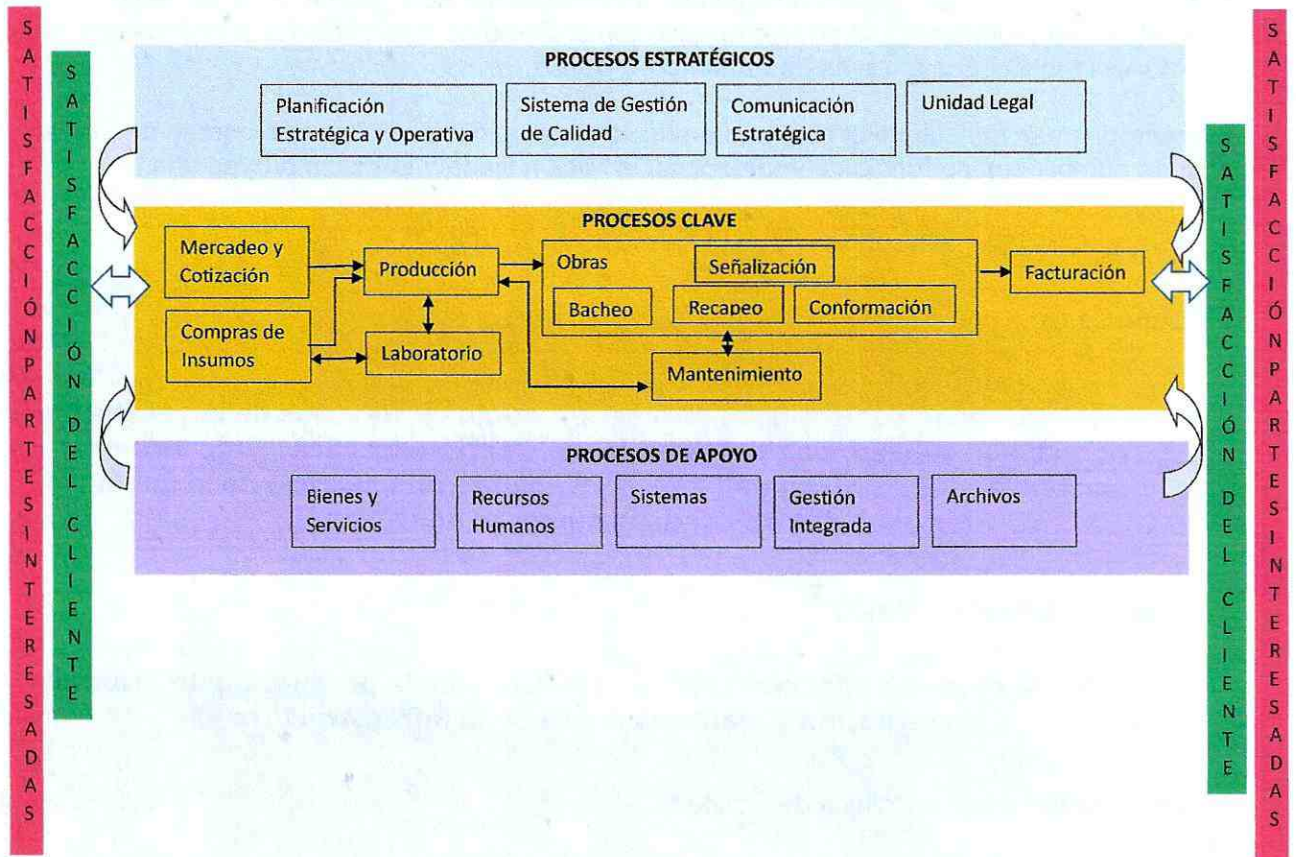 SATISFACCIÓN PARTES INTERESADAS
SATISFACCIÓN DEL CLIENTE
PROCESOS ESTRATÉGICOS
Planificación
Estratégica y Operativa
Sistema de Gestión
de Calidad
Comunicación
Estratégica
Unidad Legal
PROCESOS CLAVE
Mercadeo y
Cotización
Compras de
Insumos
Producción
Laboratorio
Obras
Señalización
Bacheo
Recapeo
Conformación
Mantenimiento
Facturación
PROCESOS DE APOYO
Bienes y
Servicios
Recursos
Humanos
Sistemas
Gestión
Integrada
Archivos
SATISFACCIÓN DEL CLIENTE
SATISFACCIÓN PARTES INTERESADAS